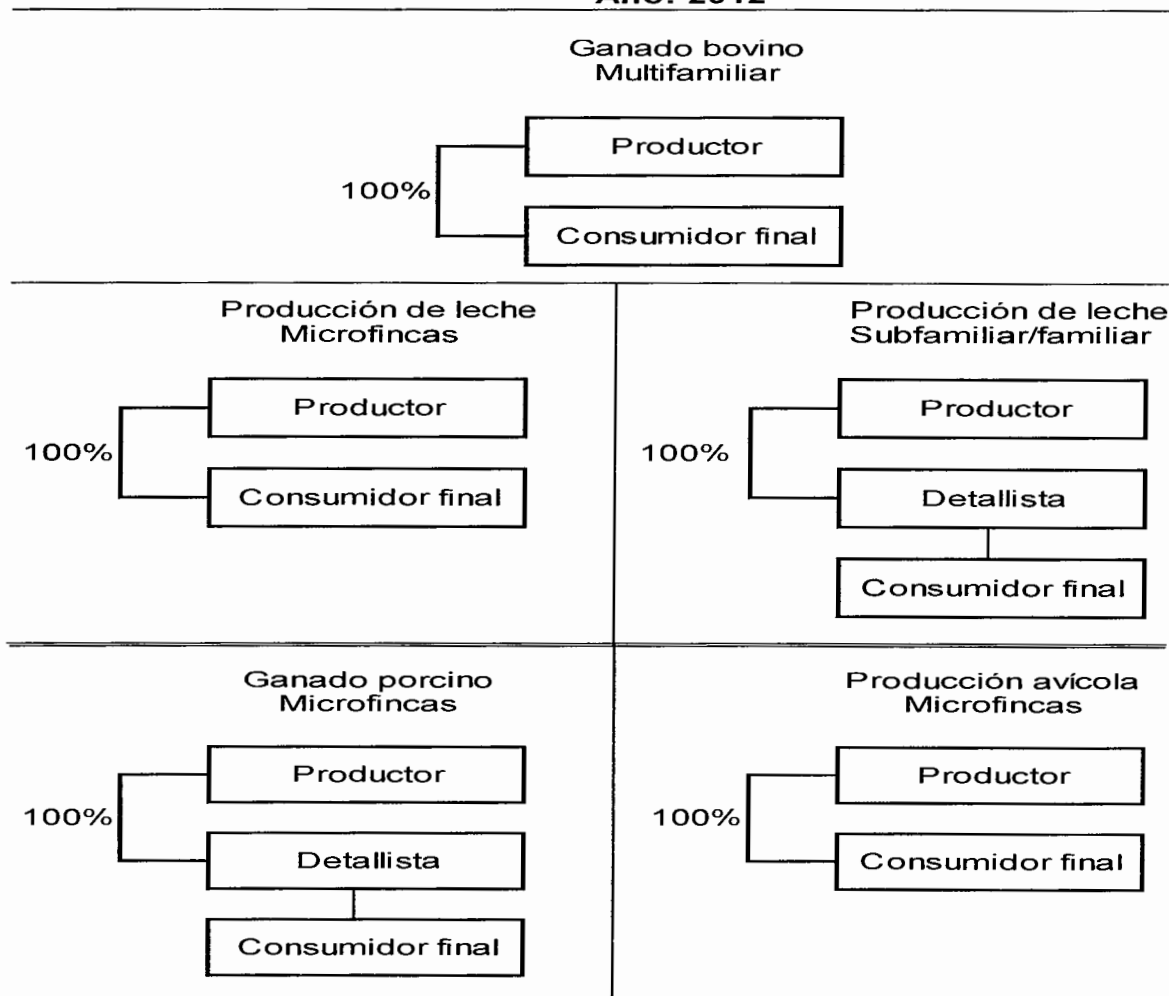 Ganado bovino
Multifamiliar
Productor
100%
Consumidor final
Producción de leche
Microfincas
Productor
100%
Consumidor final
Producción de leche
Subfamiliar/familiar
Productor
100%
Detallista
Consumidor final
Ganado porcino
Microfincas
Productor
100%
Detallista
Consumidor final
Producción avícola
Microfincas
Productor
100%
Consumidor final